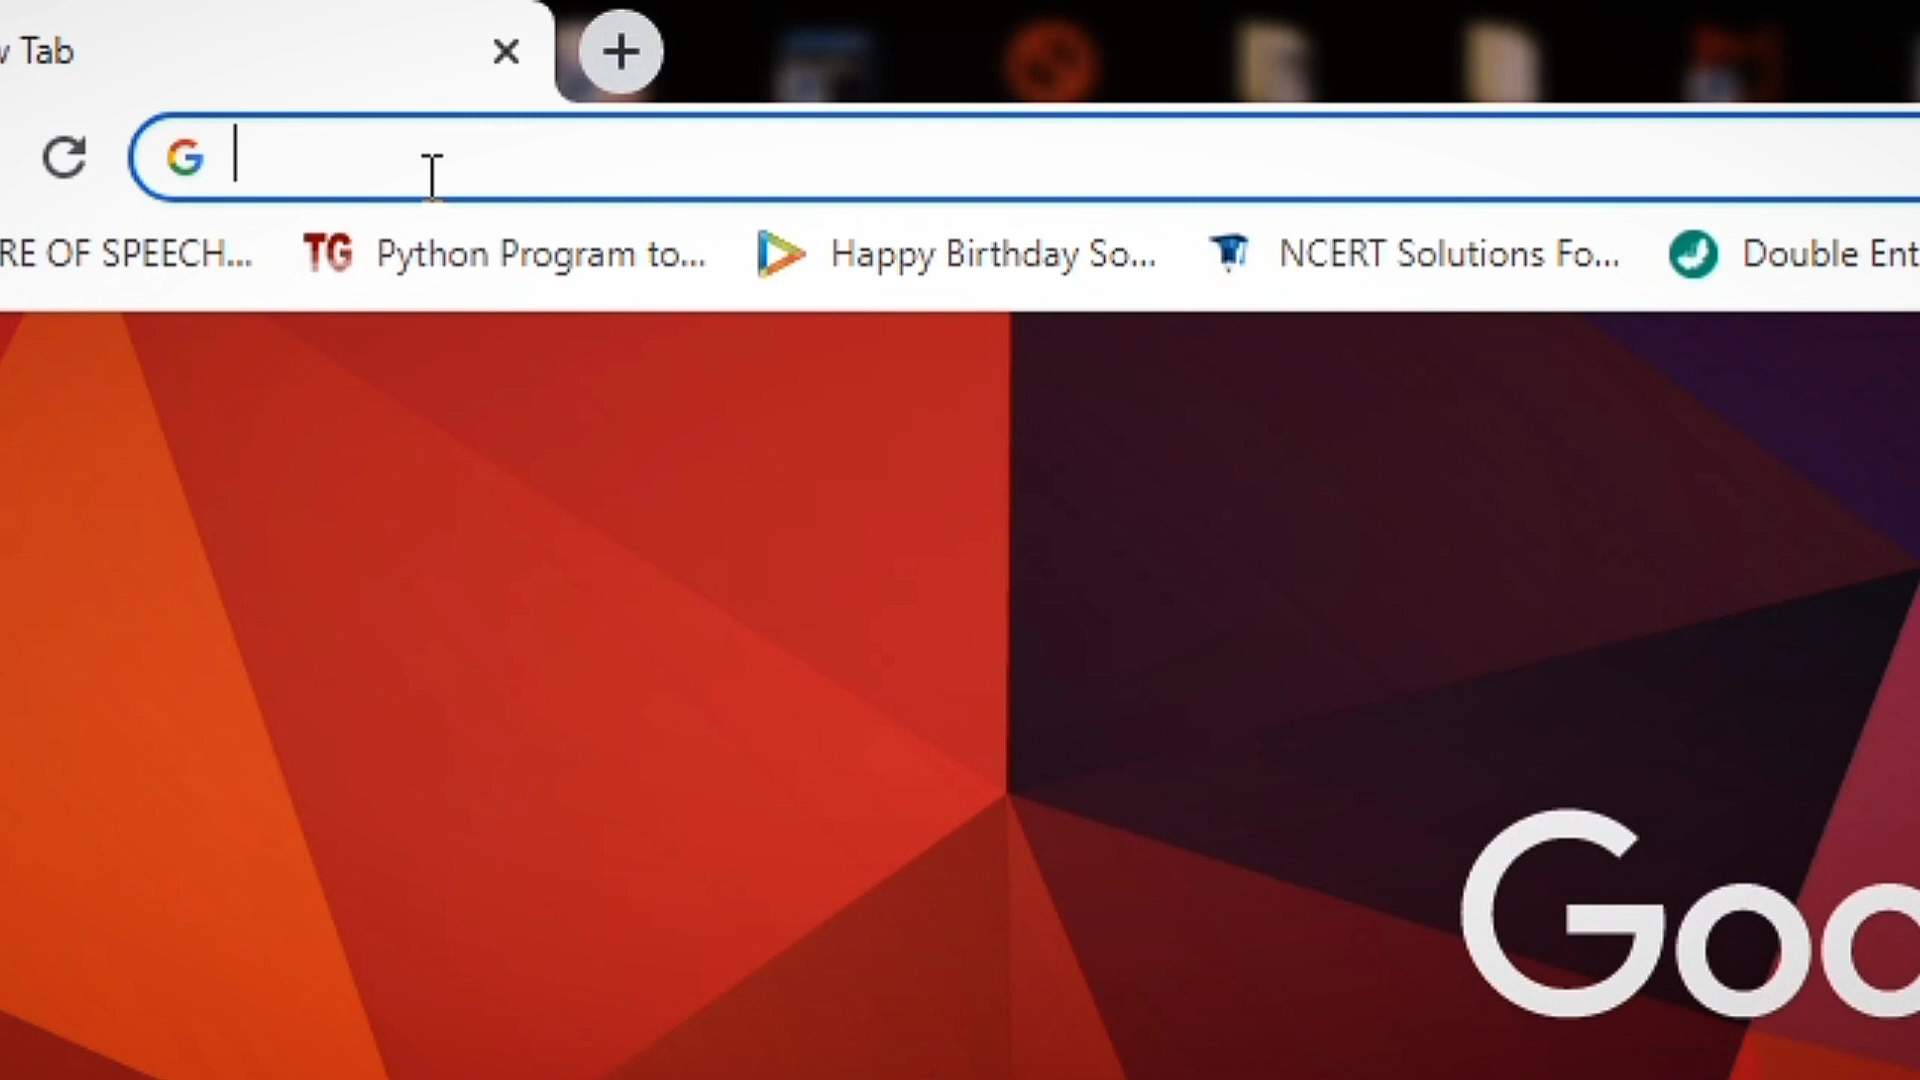 w Tab
G
RE OF SPEECH... TG Python Program to... Happy Birthday So... NCERT Solutions Fo... Double Ent
Goo